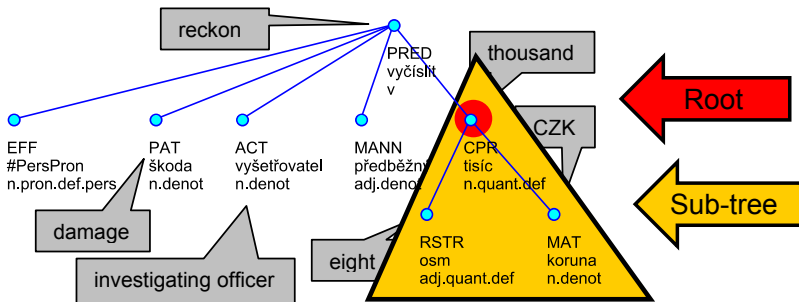 reckon
PRED
vyčíslit
v
thousand
Root
EFF
#PersPron
n.pron.def.pers
PAT
škoda
n.denot
ACT
vyšetřovatel
n.denot
MANN
předběžný
adj.denot
CPR
tisíc
n.quant.def
CZK
Sub-tree
damage
investigating officer
eight
RSTR
osm
adj.quant.def
MAT
koruna
n.denot